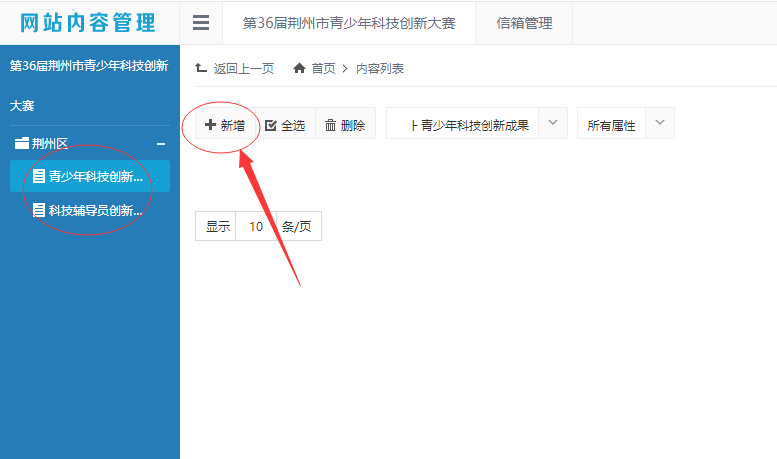 网站内容管理
第36届荆州市青少年科技创新大赛
信箱管理
第36届荆州市青少年科技创新
大赛
荆州区
青少年科技创新...
科技辅导员创新...
返回上一页 首页 内容列表
新增 全选 删除 ├ 青少年科技创新成果 所有属性
显示 10 条/页